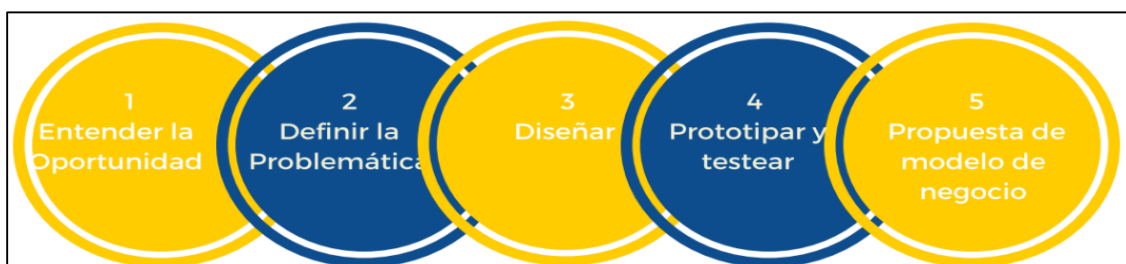 1
Entender la
Oportunidad
2
Definir la
Problemática
3
Diseñar
4
Prototipar y
testear
5
Propuesta de
modelo de
negocio